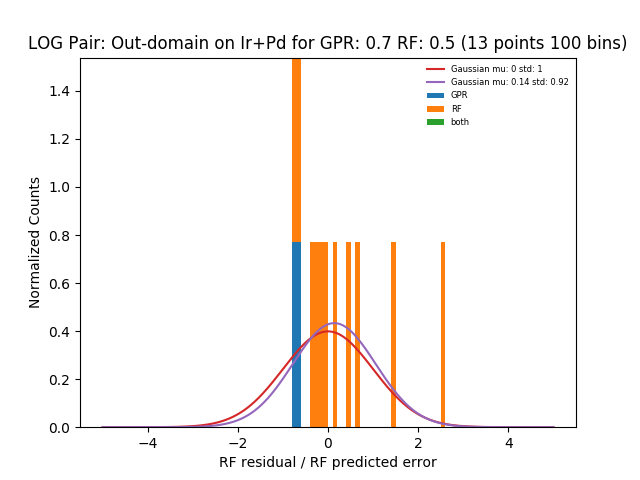 LOG Pair: Out-domain on Ir+Pd for GPR: 0.7 RF: 0.5 (13 points 100 bins)
Gaussian mu: 0 std: 1
Gaussian mu: 0.14 std: 0.92
GPR
RF
both
Normalized Counts
1.4
1.2
1.0
0.8
0.6
0.4
0.2
0.0
−4 −2 0 2 4
RF residual / RF predicted error